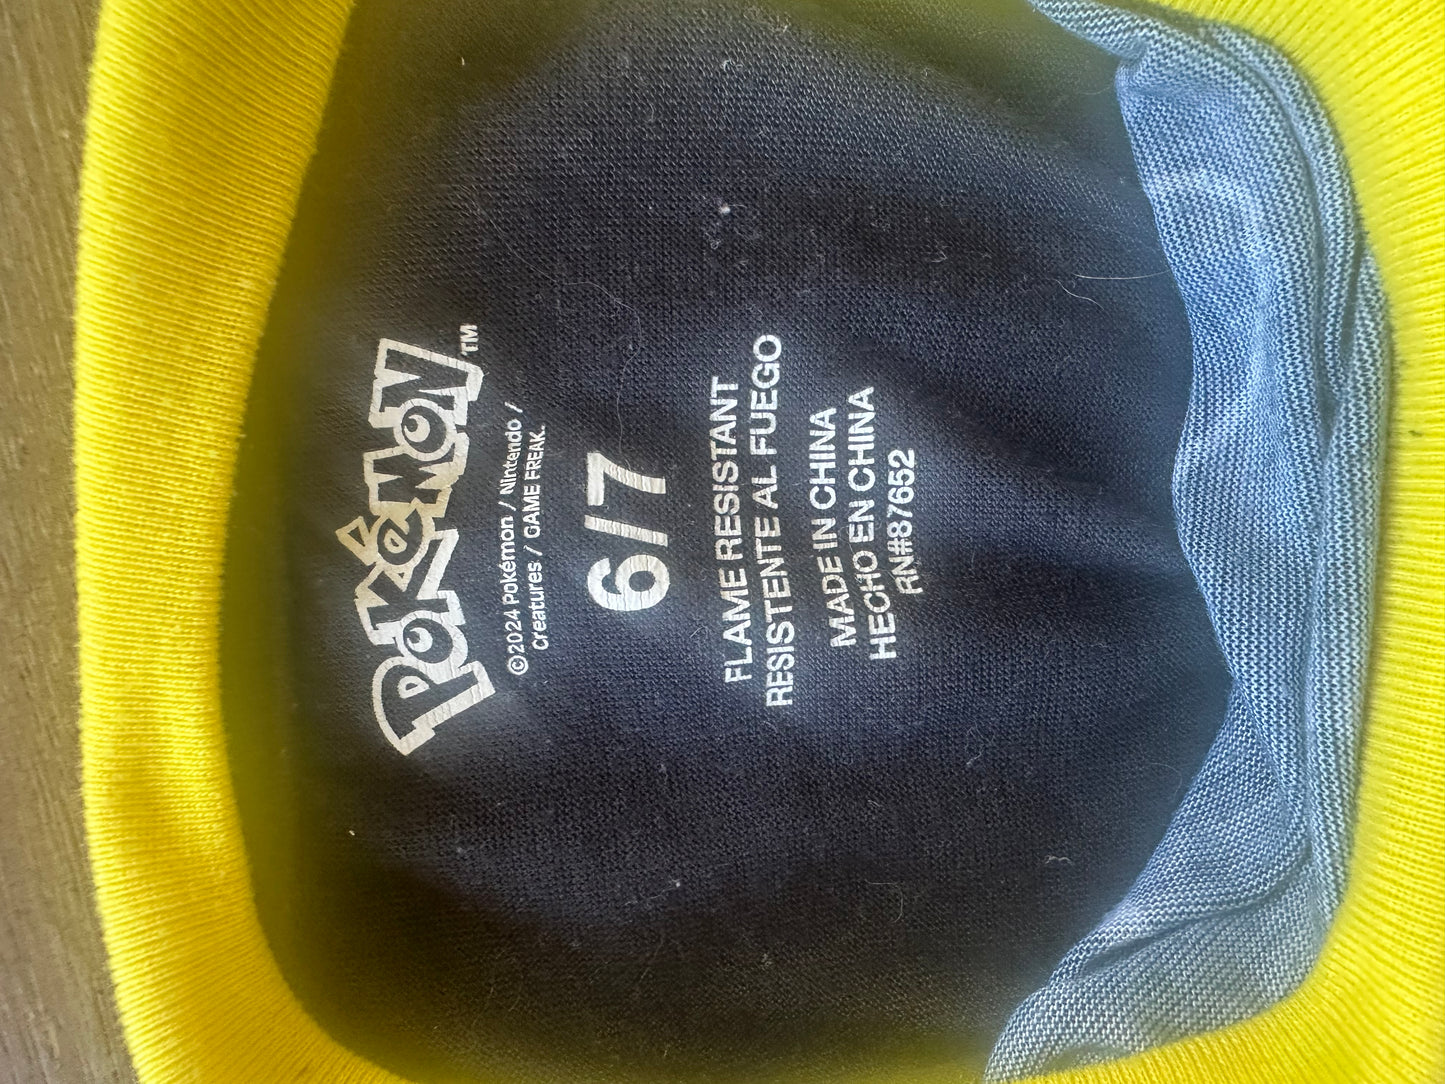 POKéMON™
©2024 Pokémon / Nintendo /
Creatures / GAME FREAK.
6/7
FLAME RESISTANT
RESISTENTE AL FUEGO
MADE IN CHINA
HECHO EN CHINA
RN#87652